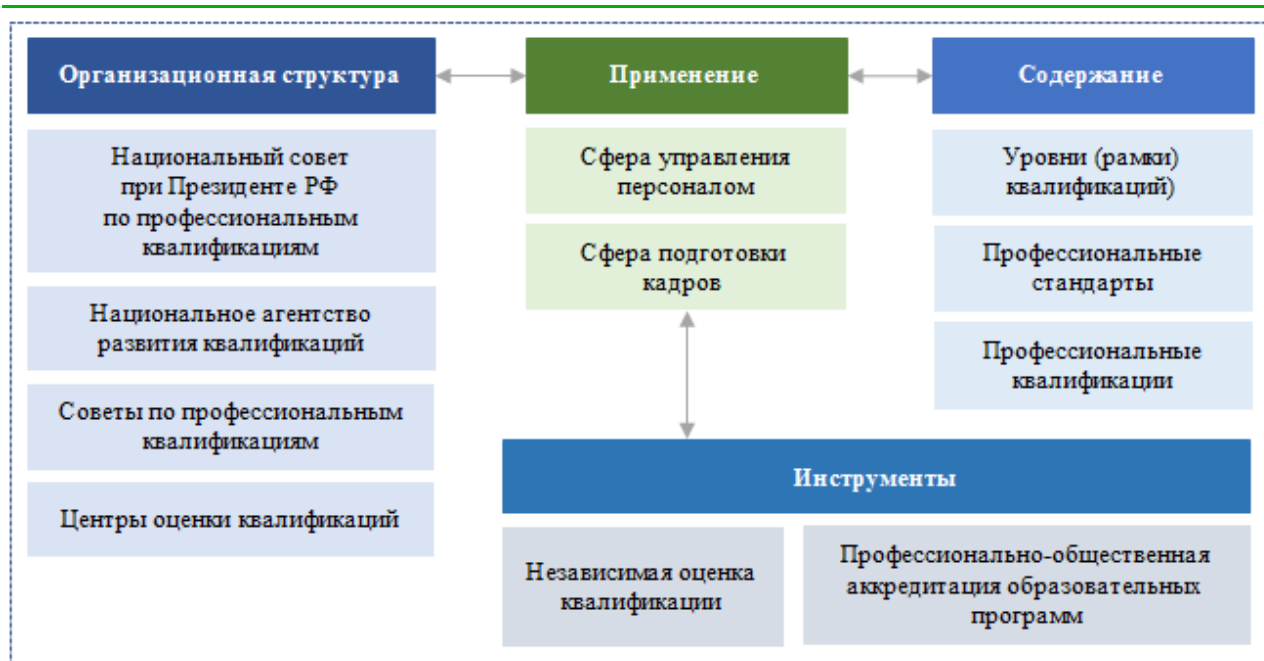 Организационная структура
Национальный совет
при Президенте РФ
по профессиональным
квалификациям
Национальное агентство
развития квалификаций
Советы по профессиональным
квалификациям
Центры оценки квалификаций
Применение
Сфера управления
персоналом
Сфера подготовки
кадров
Содержание
Уровни (рамки)
квалификаций)
Профессиональные
стандарты
Профессиональные
квалификации
Инструменты
Независимая оценка
квалификации
Профессионально-общественная
аккредитация образовательных
программ